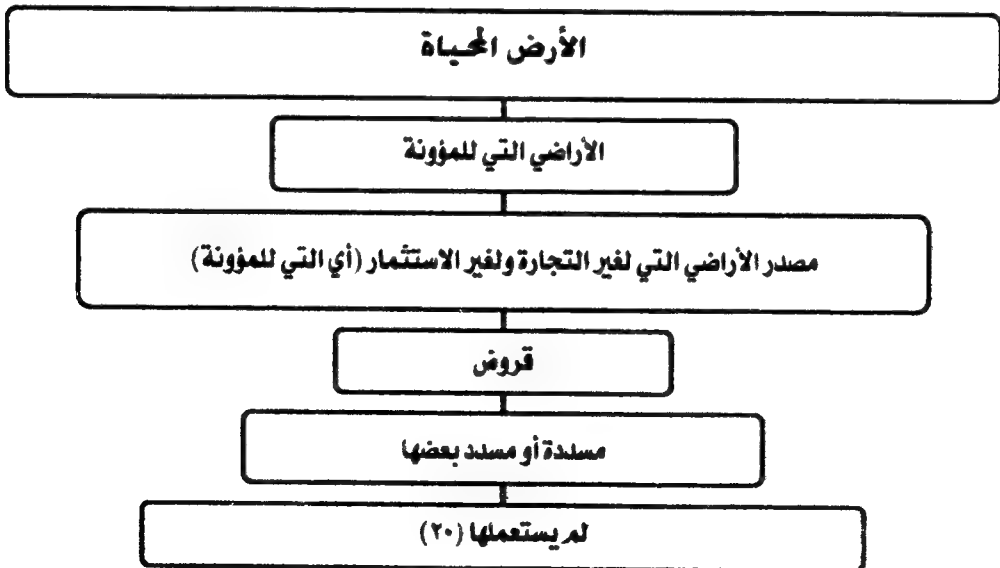 الأرض المحياة
الأراضي التي للمؤونة
مصدر الأراضي التي لغير التجارة ولغير الاستثمار (أي التي للمؤونة)
قروض
مسددة أو مسدد بعضها
لم يستعملها (٢٠)